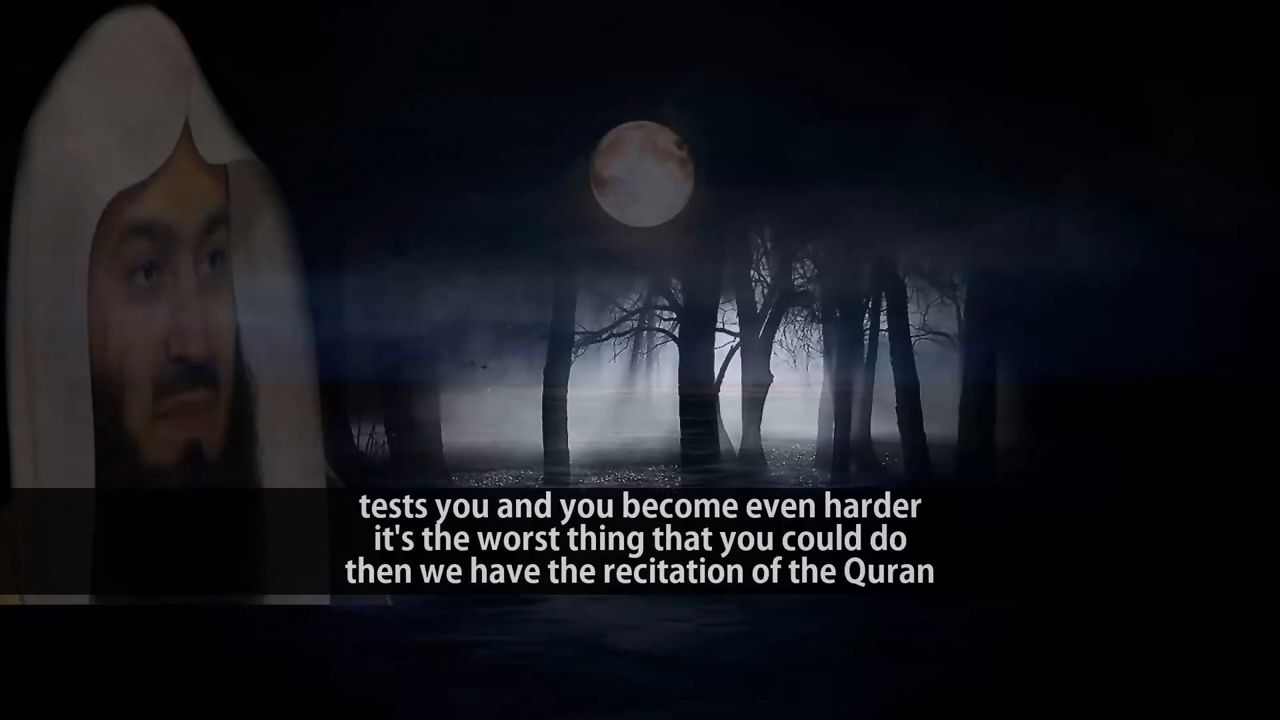 tests you and you become even harder
it's the worst thing that you could do
then we have the recitation of the Quran